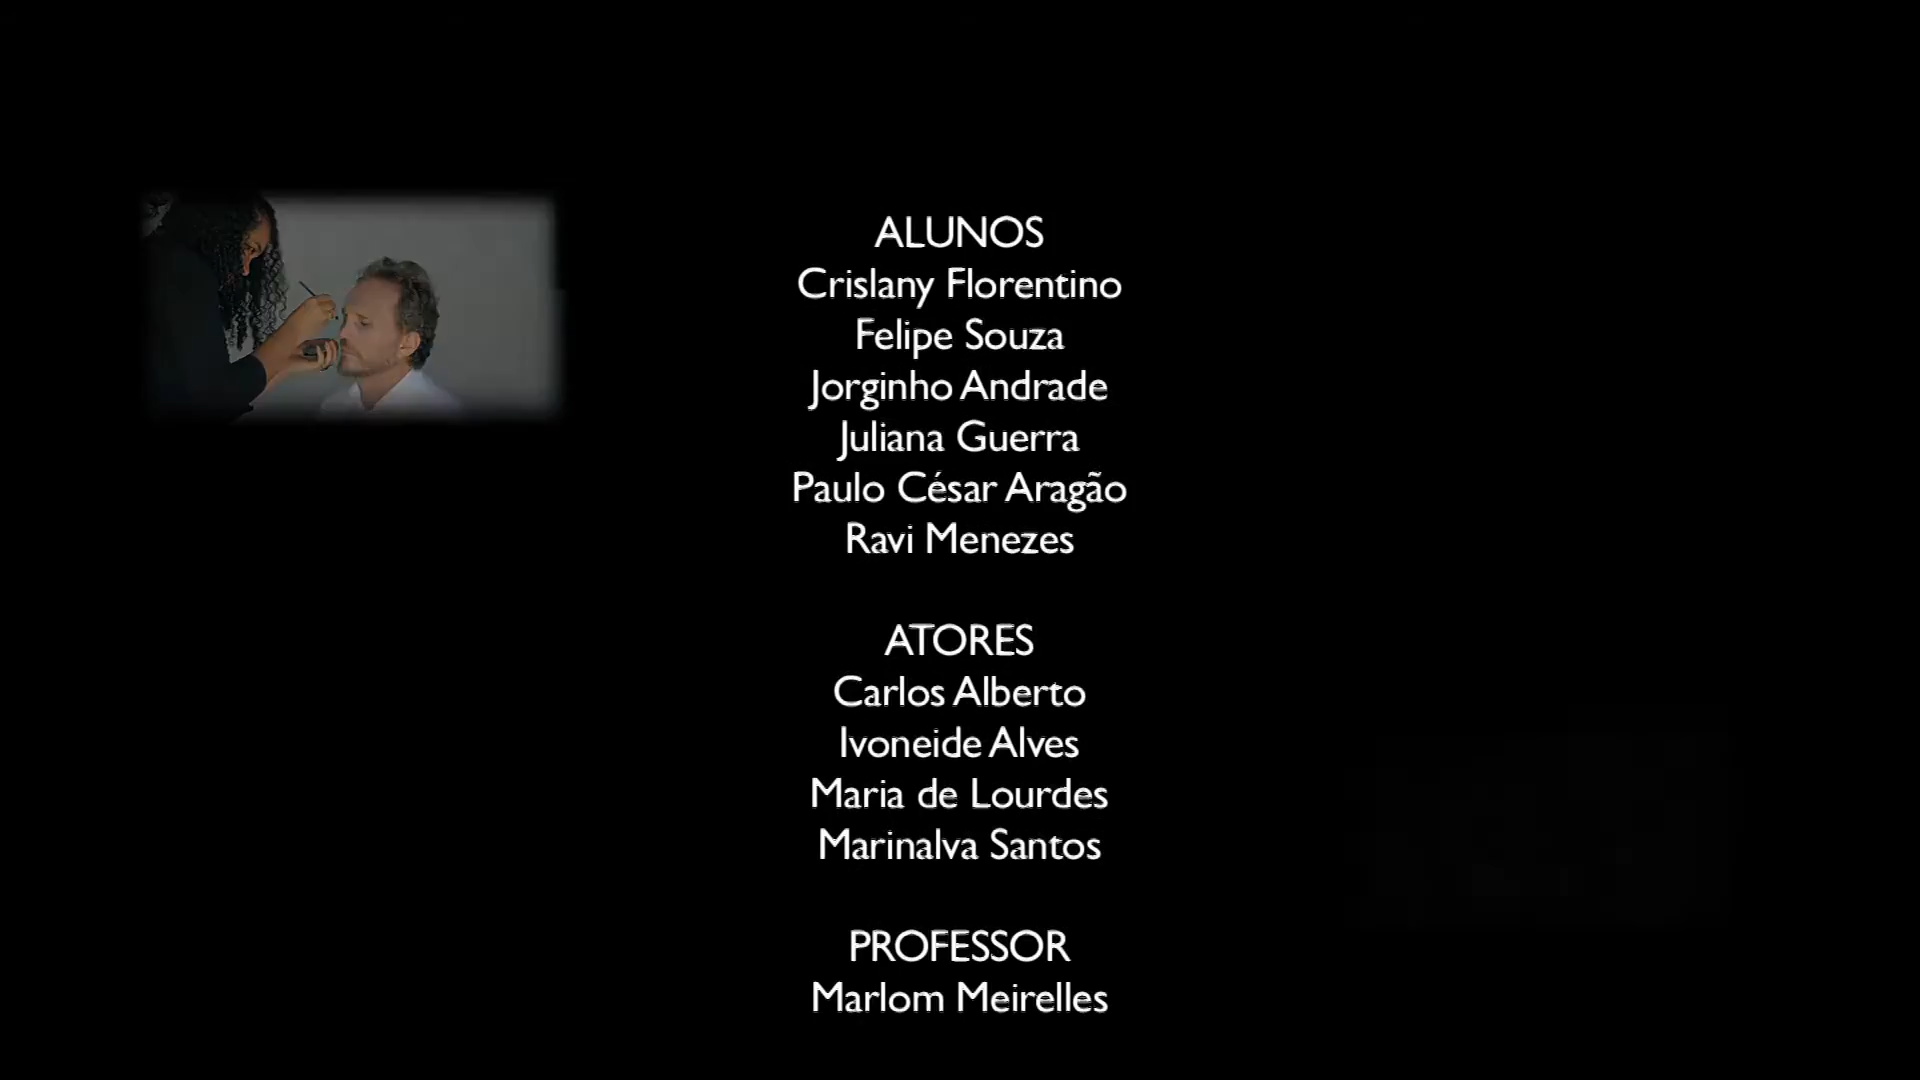 ALUNOS
Crislany Florentino
Felipe Souza
Jorginho Andrade
Juliana Guerra
Paulo César Aragão
Ravi Menezes
ATORES
Carlos Alberto
Ivoneide Alves
Maria de Lourdes
Marinalva Santos
PROFESSOR
Marlom Meirelles